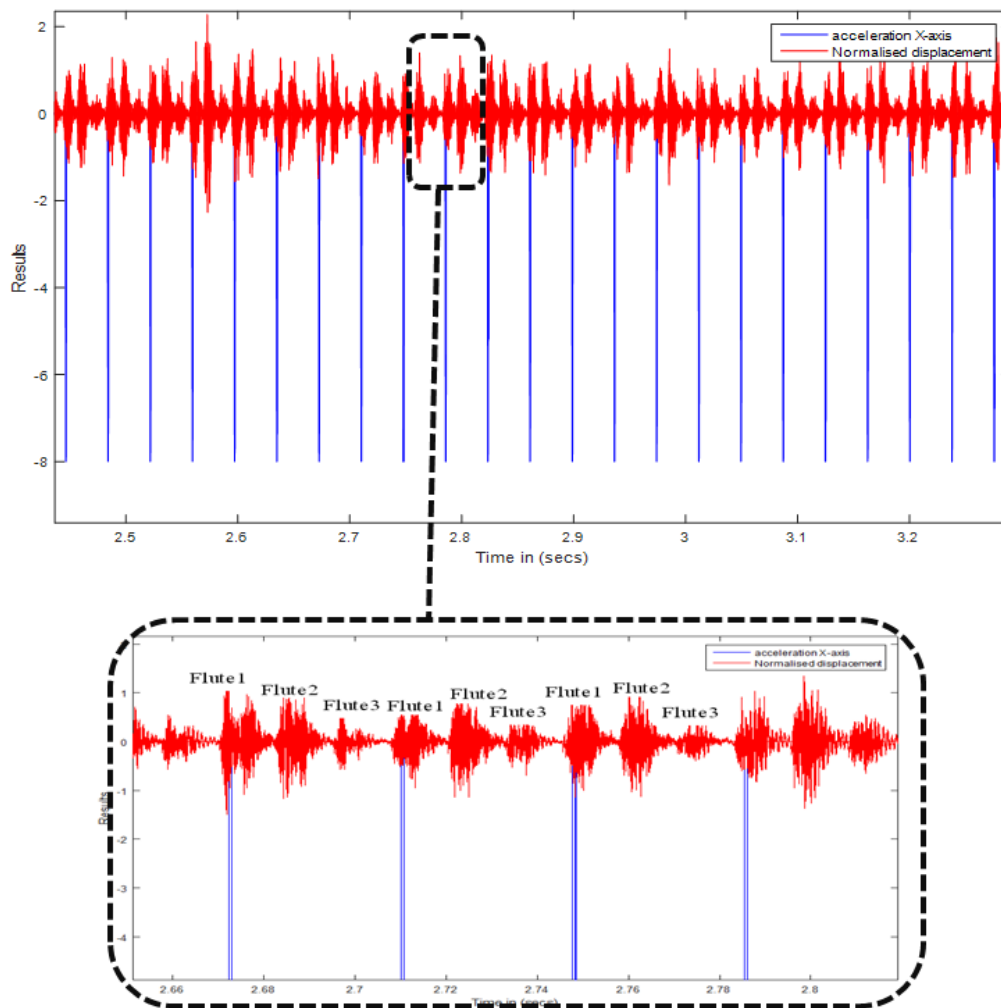 2
0
-2
-4
-6
-8
Results
acceleration X-axis
Normalised displacement
2.5 2.6 2.7 2.8 2.9 3 3.1 3.2
Time in (secs)
acceleration X-axis
Normalised displacement
Flute1 Flute2 Flute3 Flute1 Flute2 Flute3 Flute1 Flute2 Flute3
1
0
-1
-2
-3
-4
Results
2.66 2.68 2.7 2.72 2.74 2.76 2.78 2.8
Time in (secs)